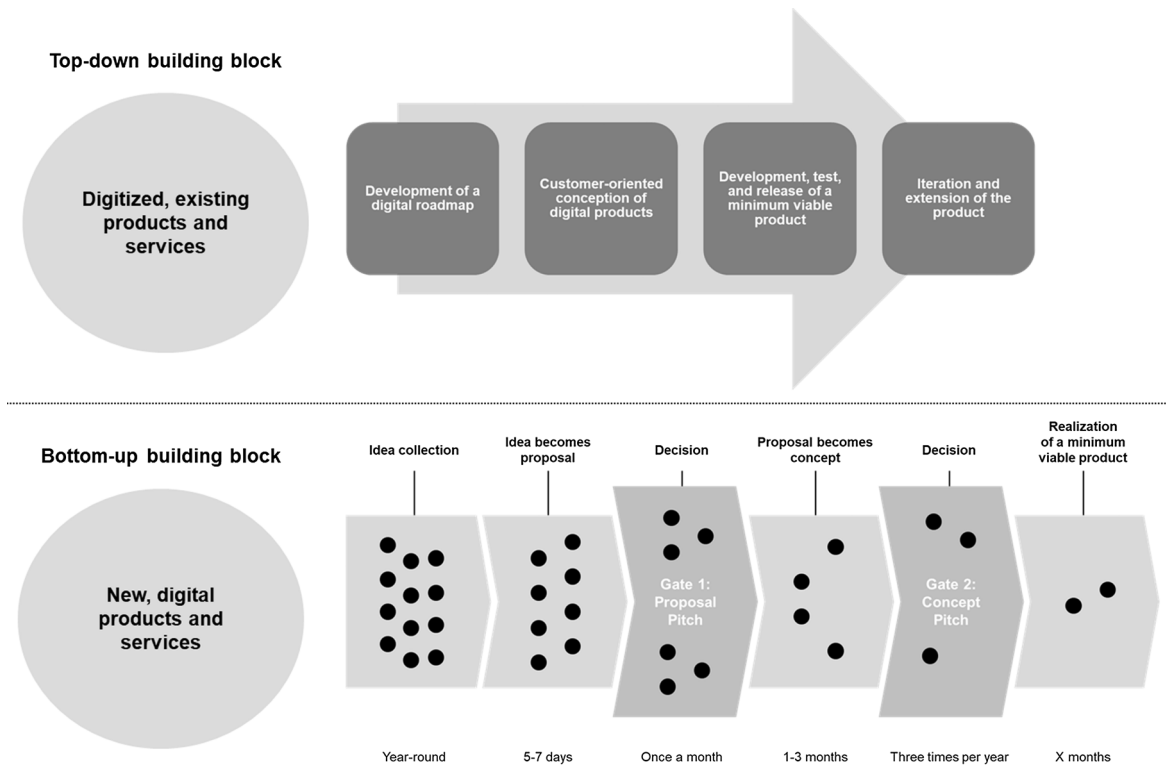 Top-down building block
Digitized, existing
products and
services
Development of a
digital roadmap
Customer-oriented
conception of
digital products
Development, test,
and release of a
minimum viable
product
Iteration and
extension of the
product
Bottom-up building block
New, digital
products and
services
Idea collection
Idea becomes
proposal
Decision
Proposal becomes
concept
Decision
Realization
of a minimum
viable product
Gate 1:
Proposal
Pitch
Gate 2:
Concept
Pitch
Year-round
5-7 days
Once a month
1-3 months
Three times per year
X months